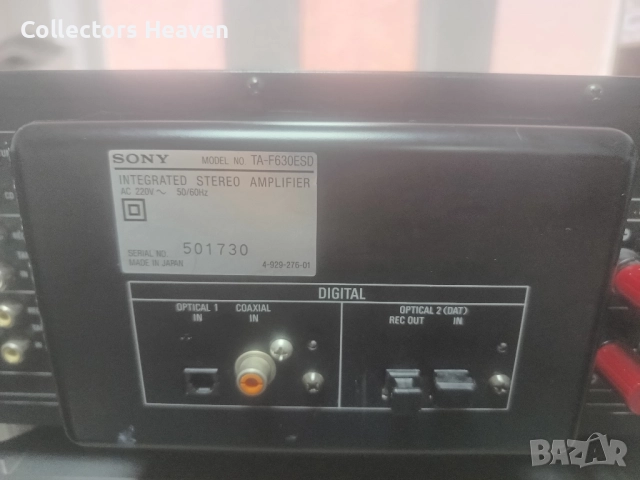 Collectors Heaven
SONY MODEL NO. TA-F630ESD
INTEGRATED STEREO AMPLIFIER
AC 220V～ 50/60Hz
SERIAL NO. 501730
MADE IN JAPAN 4-929-276-01
DIGITAL
OPTICAL 1 IN
COAXIAL IN
OPTICAL 2 (DAT)
REC OUT IN
BAZAR